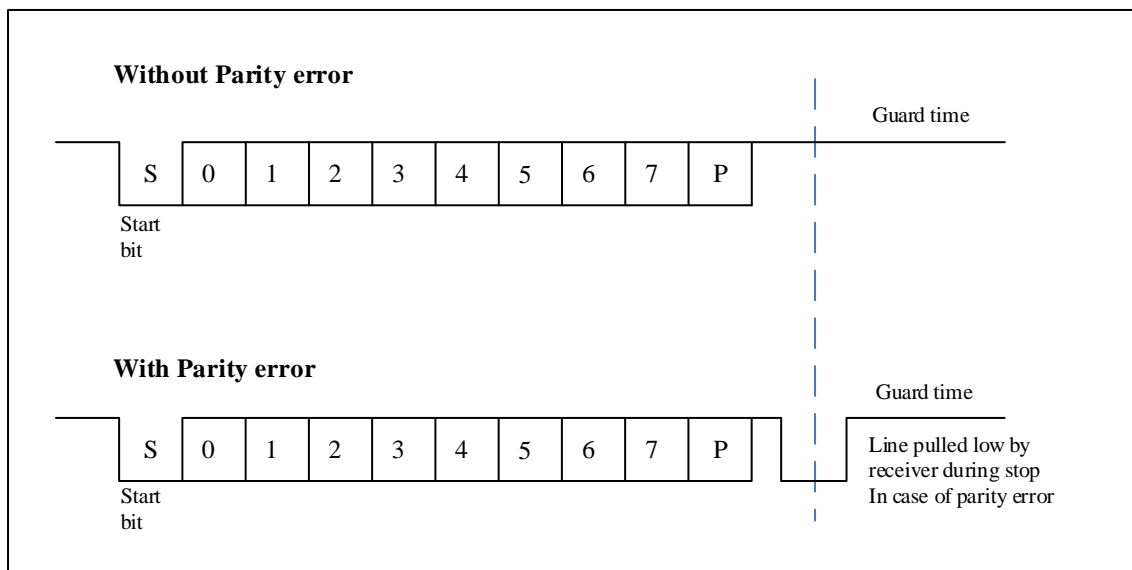 Without Parity error
Guard time
S 0 1 2 3 4 5 6 7 P
Start
bit
With Parity error
Guard time
S 0 1 2 3 4 5 6 7 P
Line pulled low by
receiver during stop
In case of parity error
Start
bit